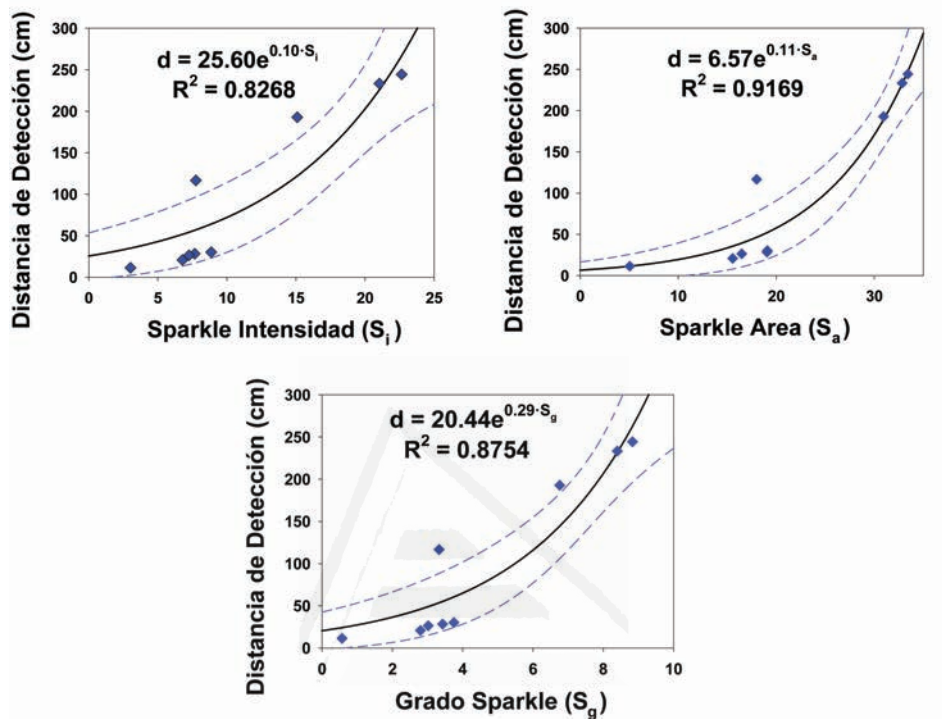 Distancia de Detección (cm)
300
250
200
150
100
50
0
d = 25.60e^0.10·S_i
R² = 0.8268
0 5 10 15 20 25
Sparkle Intensidad (S_i)
Distancia de Detección (cm)
300
250
200
150
100
50
0
d = 6.57e^0.11·S_a
R² = 0.9169
0 10 20 30
Sparkle Area (S_a)
Distancia de Detección (cm)
300
250
200
150
100
50
0
d = 20.44e^0.29·S_g
R² = 0.8754
0 2 4 6 8 10
Grado Sparkle (S_g)